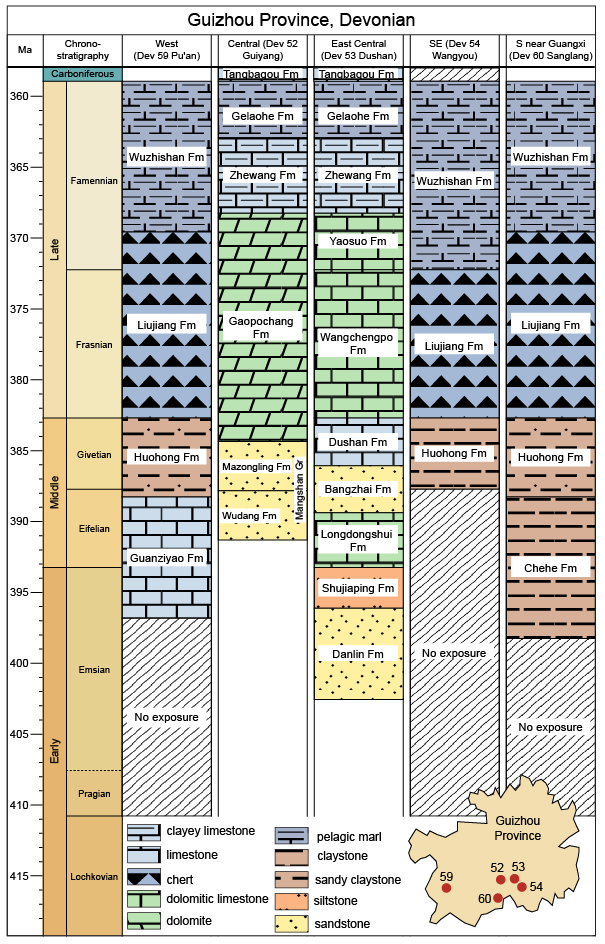 Guizhou Province, Devonian
Ma
Chrono-
stratigraphy
West
(Dev 59 Pu'an)
Central (Dev 52
Guiyang)
East Central
(Dev 53 Dushan)
SE (Dev 54
Wangyou)
S near Guangxi
(Dev 60 Sanglang)
360
365
370
375
380
385
390
395
400
405
410
415
Late
Middle
Early
Carboniferous
Famennian
Frasnian
Givetian
Eifelian
Emsian
Pragian
Lochkovian
Wuzhishan Fm
Liujiang Fm
Huohong Fm
Guanziyao Fm
No exposure
Tangbagou Fm
Gelaohe Fm
Zhewang Fm
Gaopochang
Fm
Mazongling Fm
Wudang Fm
Mangshan Gr
Tangbagou Fm
Gelaohe Fm
Zhewang Fm
Yaosuo Fm
Wangchengpo
Fm
Dushan Fm
Bangzhai Fm
Longdongshui
Fm
Shujiaping Fm
Danlin Fm
Wuzhishan Fm
Liujiang Fm
Huohong Fm
No exposure
Wuzhishan Fm
Liujiang Fm
Huohong Fm
Chehe Fm
No exposure
clayey limestone
limestone
chert
dolomitic limestone
dolomite
pelagic marl
claystone
sandy claystone
siltstone
sandstone
Guizhou
Province
59
52
53
54
60